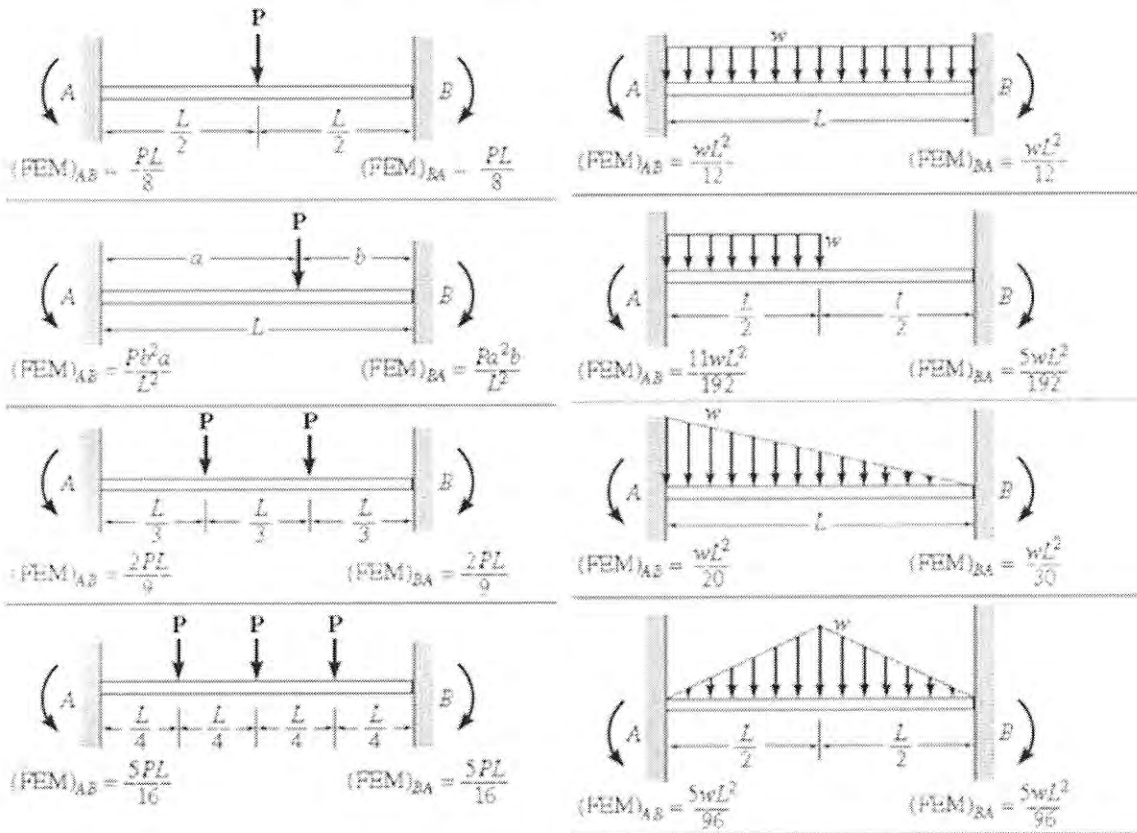 P
A
B
L/2
L/2
(FEM)AB = PL/8
(FEM)BA = PL/8
P
a
b
A
B
L
(FEM)AB = Pb²a/L²
(FEM)BA = Pa²b/L²
P
P
A
B
L/3
L/3
L/3
(FEM)AB = 2PL/9
(FEM)BA = 2PL/9
P
P
P
A
B
L/4
L/4
L/4
L/4
(FEM)AB = 5PL/16
(FEM)BA = 5PL/16
w
A
B
L
(FEM)AB = wL²/12
(FEM)BA = wL²/12
w
A
B
L/2
L/2
(FEM)AB = 11wL²/192
(FEM)BA = 5wL²/192
w
A
B
L
(FEM)AB = wL²/20
(FEM)BA = wL²/30
w
A
B
L/2
L/2
(FEM)AB = 5wL²/96
(FEM)BA = 5wL²/96